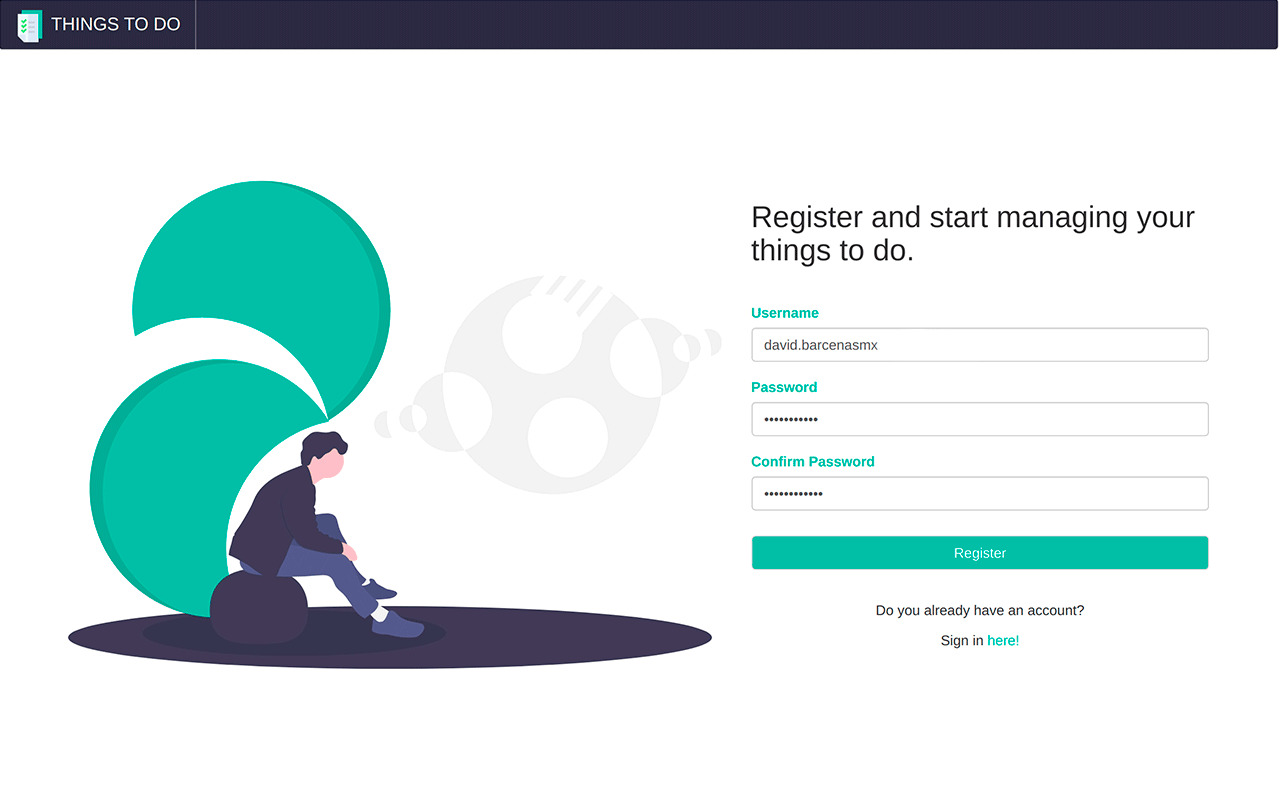 THINGS TO DO
Register and start managing your
things to do.
Username
david.barcenasmx
Password
•••••••••••
Confirm Password
••••••••••••
Register
Do you already have an account?
Sign in here!